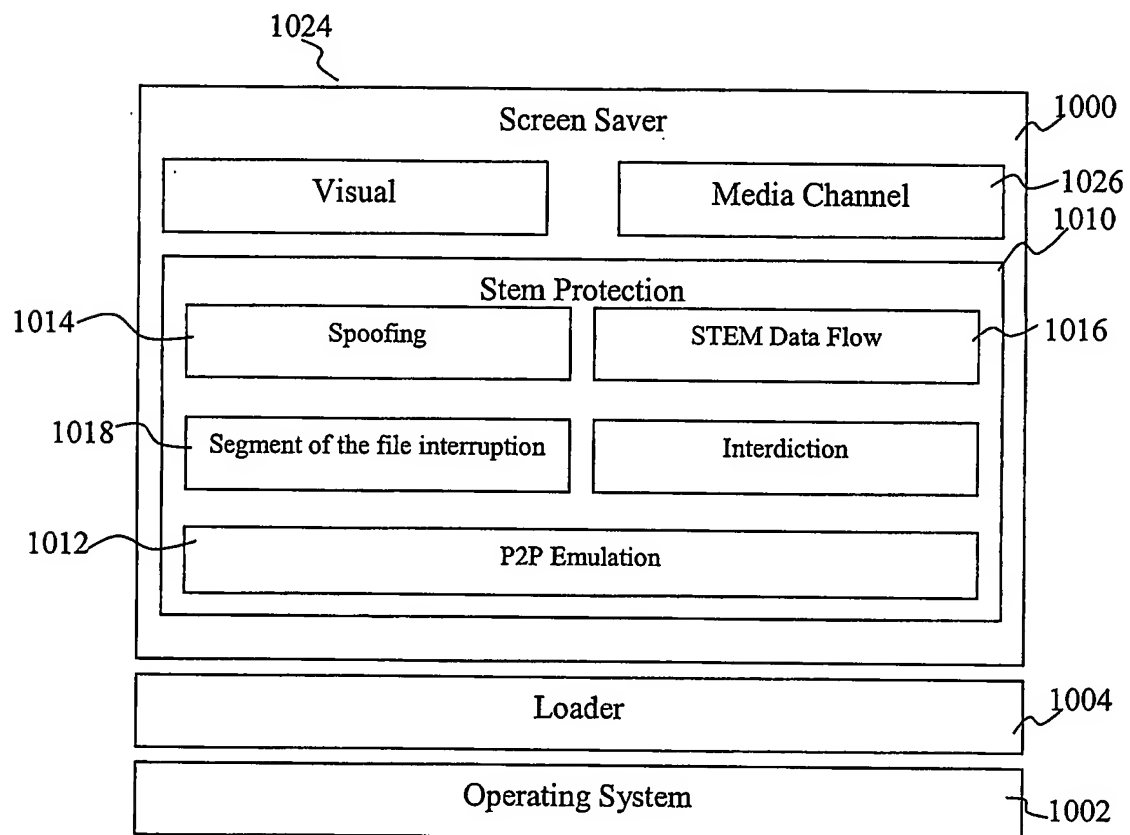 1024
Screen Saver
1000
Visual
Media Channel
1026
1010
Stem Protection
1014
Spoofing
STEM Data Flow
1016
1018
Segment of the file interruption
Interdiction
1012
P2P Emulation
Loader
1004
Operating System
1002